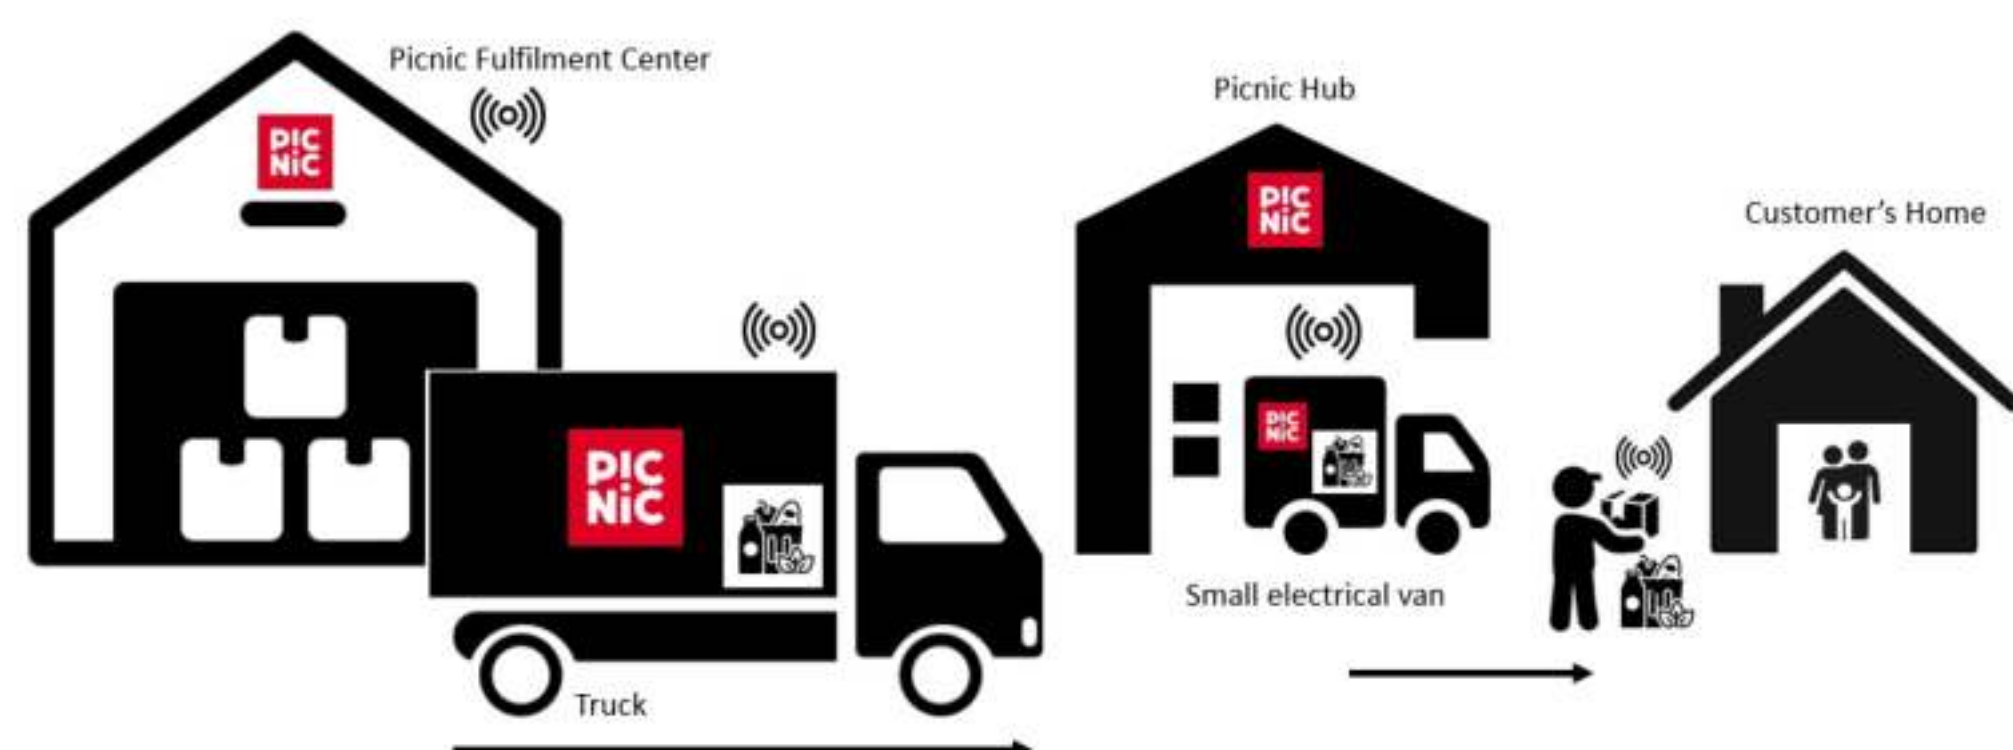 Picnic Fulfilment Center
PIC
NIC
PIC
NIC
Truck
Picnic Hub
PIC
NIC
PIC
NIC
Small electrical van
Customer's Home